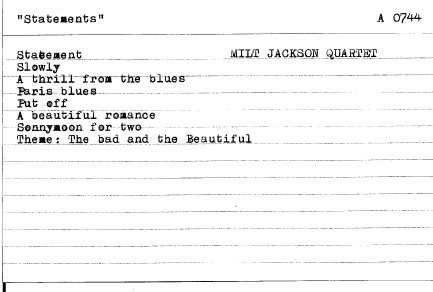 "Statements" A 0744
Statement MILT JACKSON QUARTET
Slowly
A thrill from the blues
Paris blues
Put off
A beautiful romance
Sonnymoon for two
Theme: The bad and the Beautiful